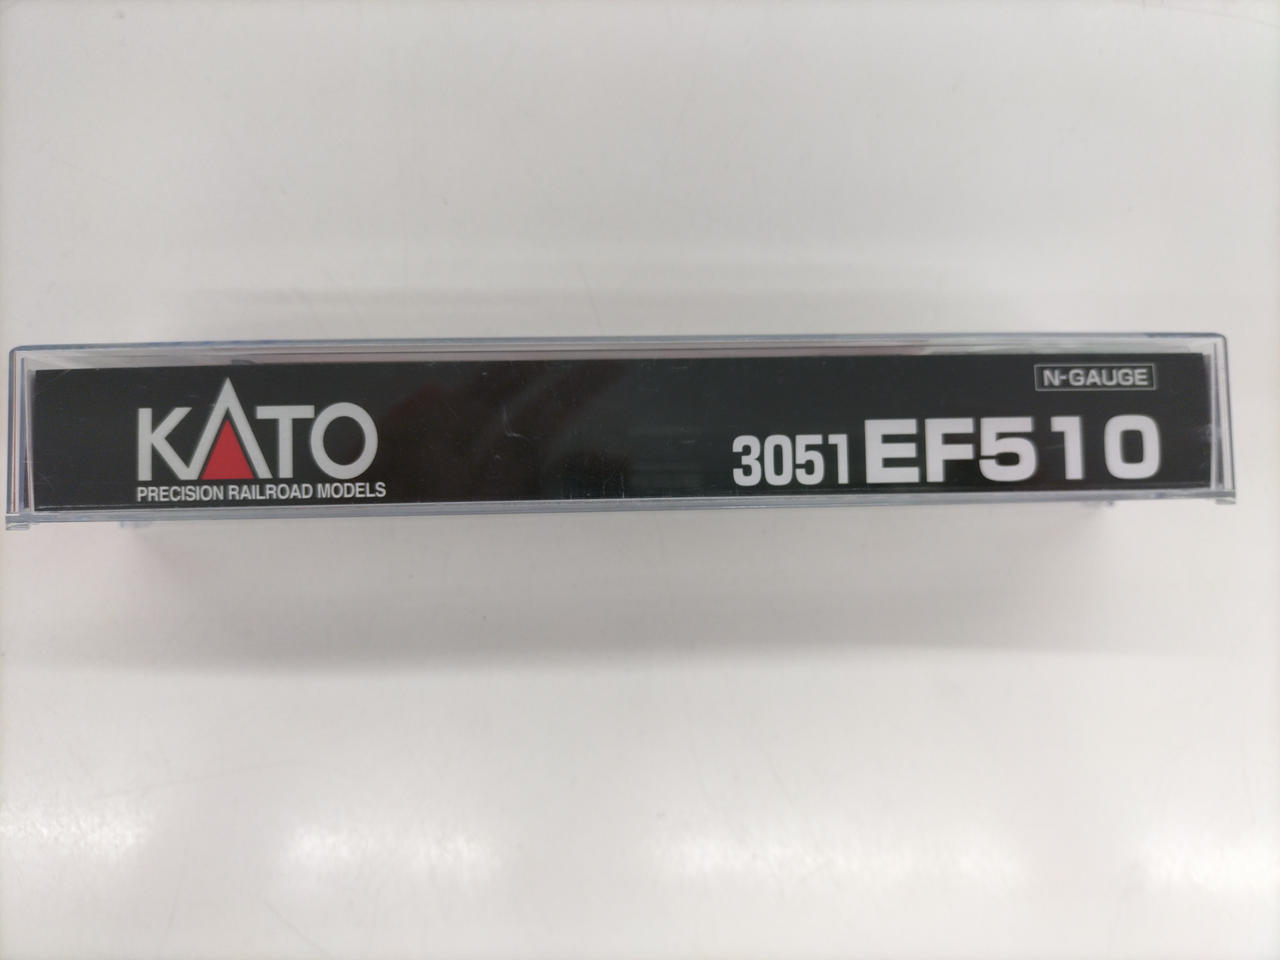 N-GAUGE
KATO
PRECISION RAILROAD MODELS
3051 EF510